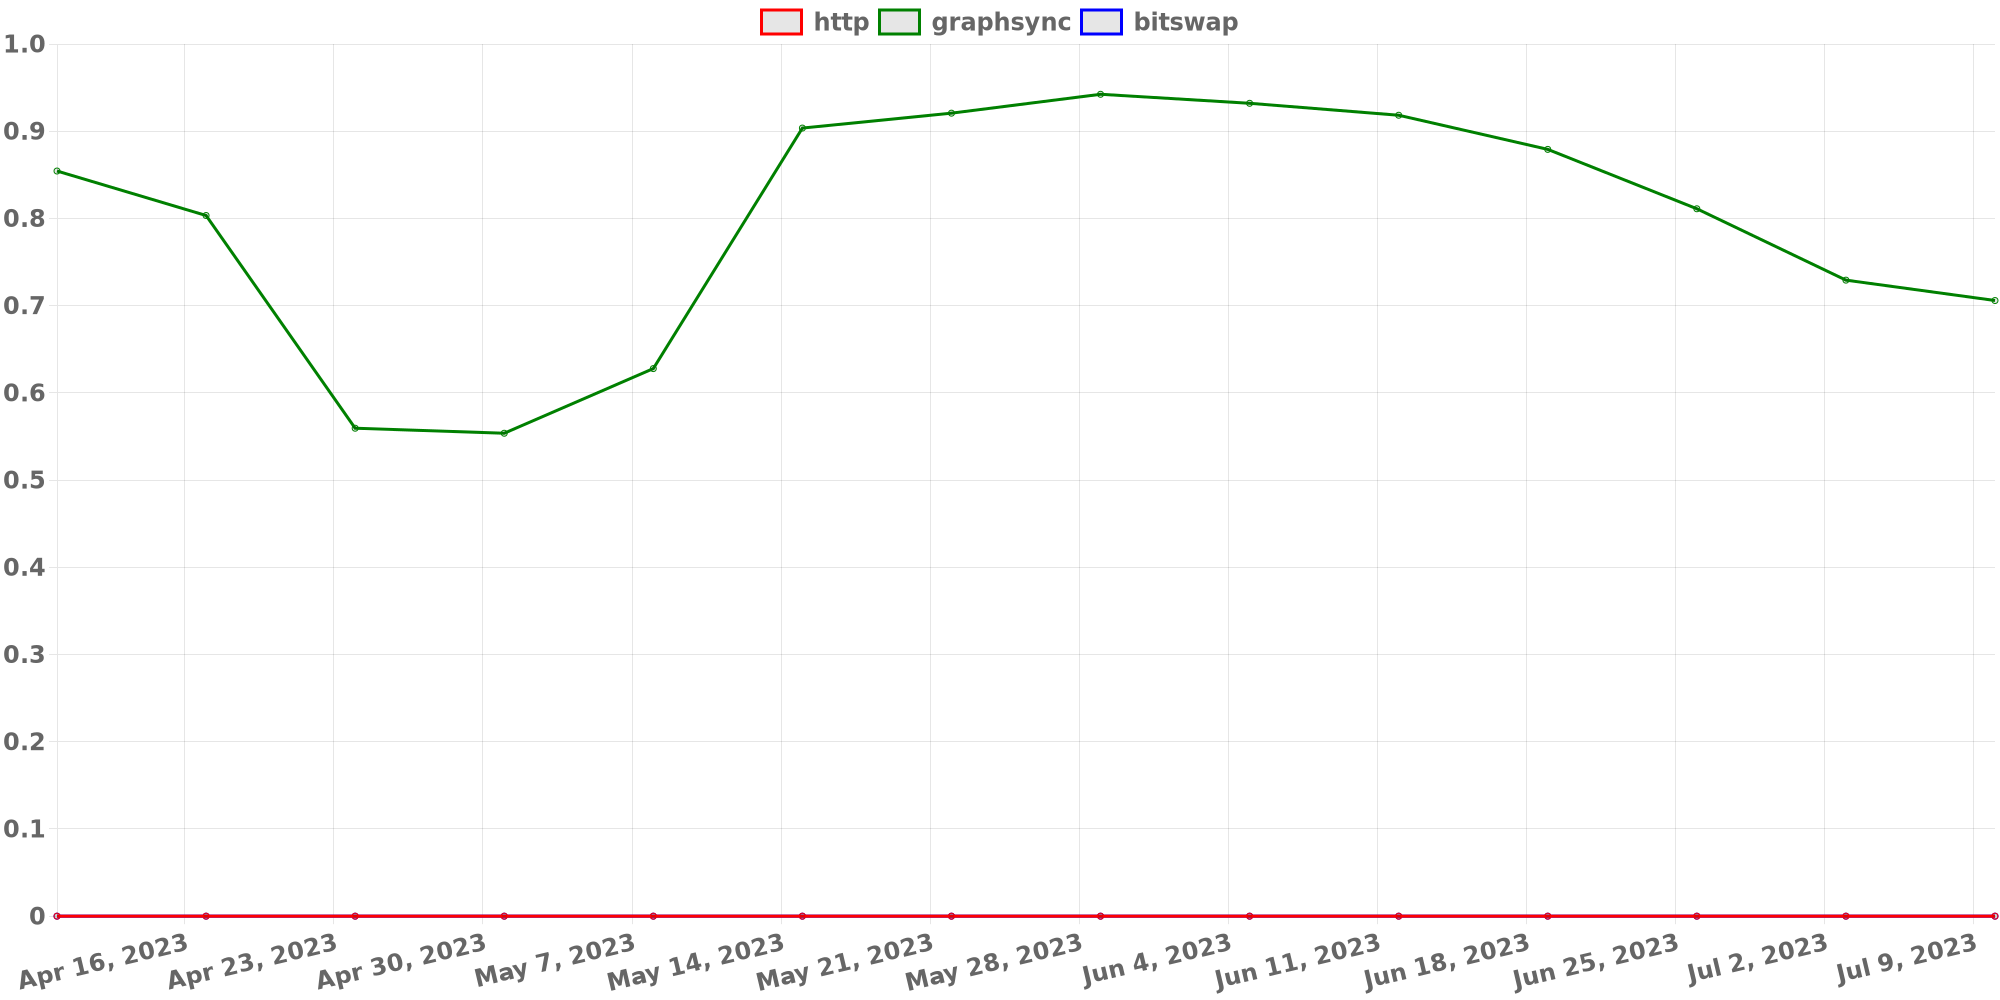 http graphsync bitswap
1.0
0.9
0.8
0.7
0.6
0.5
0.4
0.3
0.2
0.1
0
Apr 16, 2023
Apr 23, 2023
Apr 30, 2023
May 7, 2023
May 14, 2023
May 21, 2023
May 28, 2023
Jun 4, 2023
Jun 11, 2023
Jun 18, 2023
Jun 25, 2023
Jul 2, 2023
Jul 9, 2023